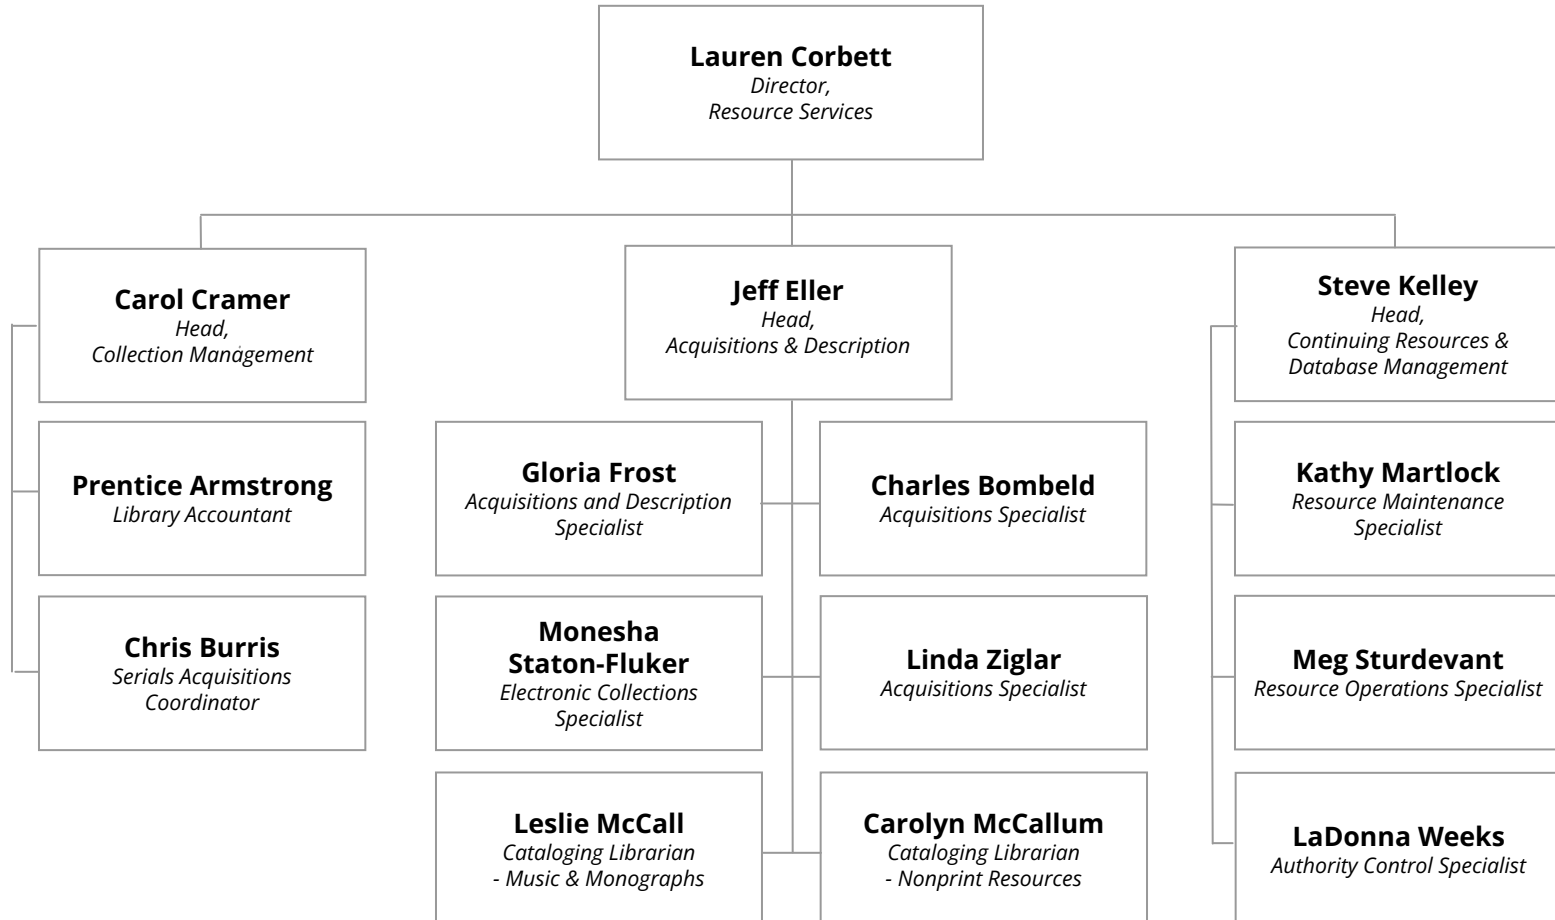 Lauren Corbett
Director,
Resource Services
Carol Cramer
Head,
Collection Management
Jeff Eller
Head,
Acquisitions & Description
Steve Kelley
Head,
Continuing Resources &
Database Management
Prentice Armstrong
Library Accountant
Gloria Frost
Acquisitions and Description
Specialist
Charles Bombeld
Acquisitions Specialist
Kathy Martlock
Resource Maintenance
Specialist
Chris Burris
Serials Acquisitions
Coordinator
Monesha
Staton-Fluker
Electronic Collections
Specialist
Linda Ziglar
Acquisitions Specialist
Meg Sturdevant
Resource Operations Specialist
Leslie McCall
Cataloging Librarian
- Music & Monographs
Carolyn McCallum
Cataloging Librarian
- Nonprint Resources
LaDonna Weeks
Authority Control Specialist